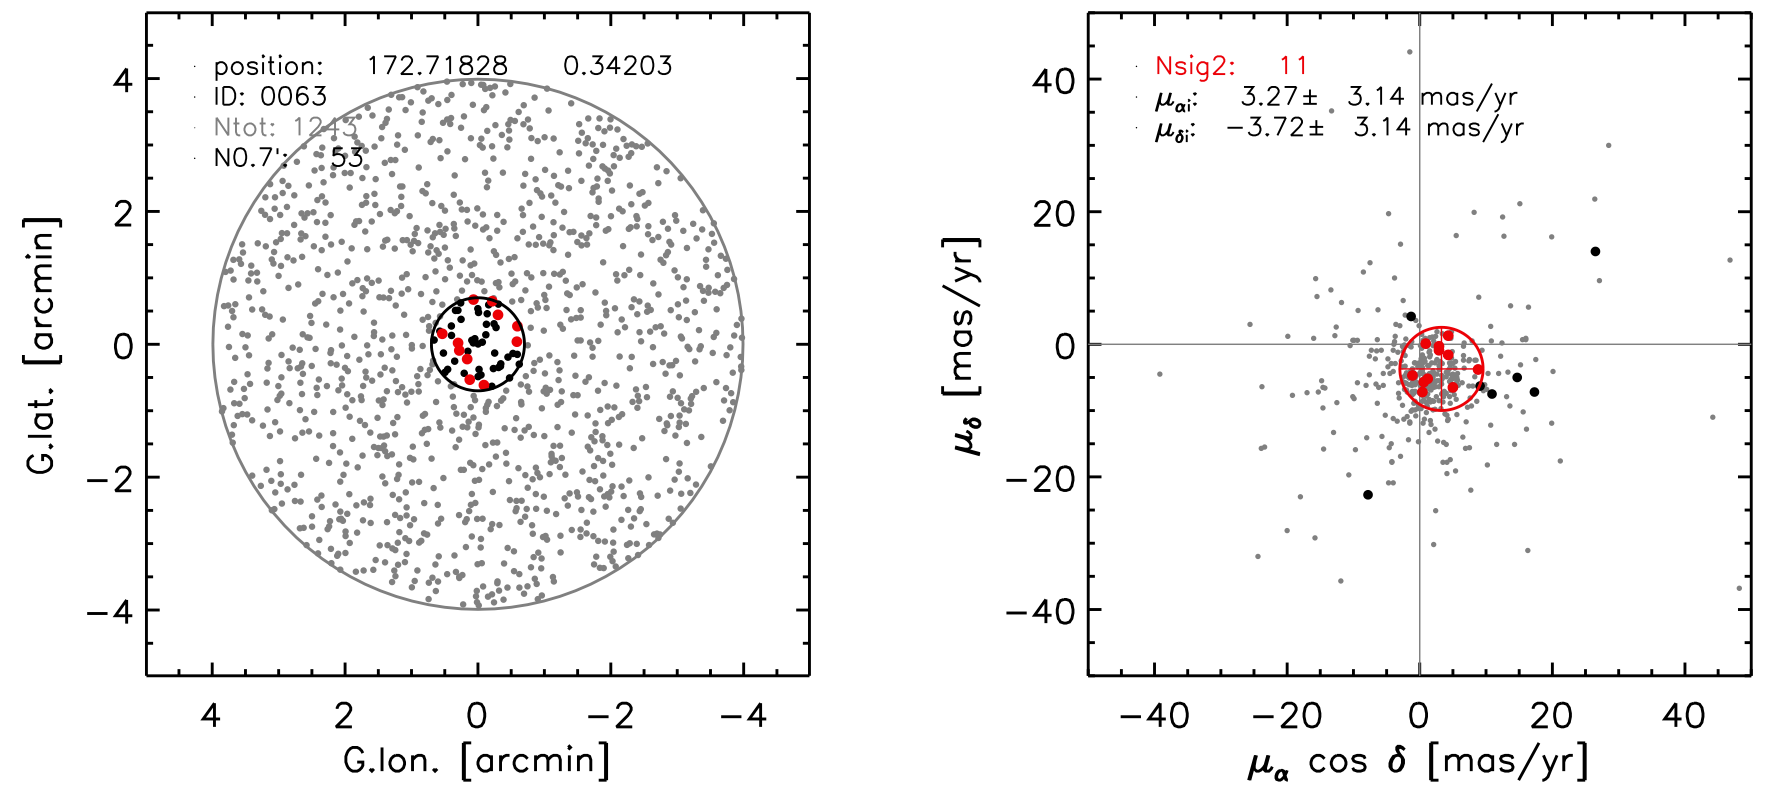 position: 172.71828 0.34203
ID: 0063
Ntot: 1243
N0.7': 53
4
2
0
−2
−4
G.lat. [arcmin]
4 2 0 −2 −4
G.lon. [arcmin]
Nsig2: 11
μαi: 3.27± 3.14 mas/yr
μδi: −3.72± 3.14 mas/yr
40
20
0
−20
−40
μδ [mas/yr]
−40 −20 0 20 40
μα cos δ [mas/yr]